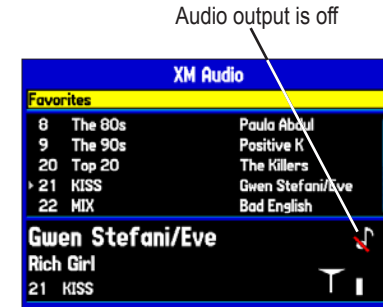 Audio output is off
XM Audio
Favorites
8 The 80s Paula Abdul
9 The 90s Positive K
20 Top 20 The Killers
21 KISS Gwen Stefani/Eve
22 MIX Bad English
Gwen Stefani/Eve
Rich Girl
21 KISS